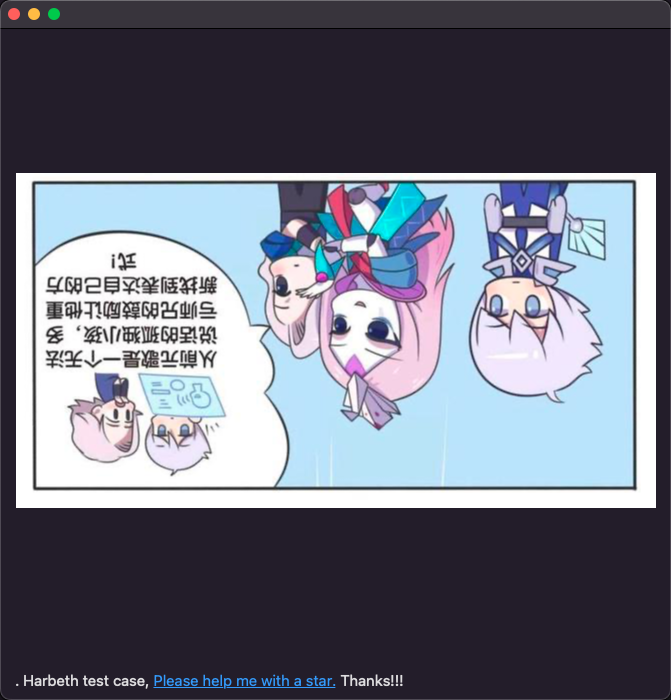 从前元歌是一个无法
说话的孤独小孩，多
亏师兄的鼓励让他重
新找到表达自己的方
式！
. Harbeth test case, Please help me with a star. Thanks!!!